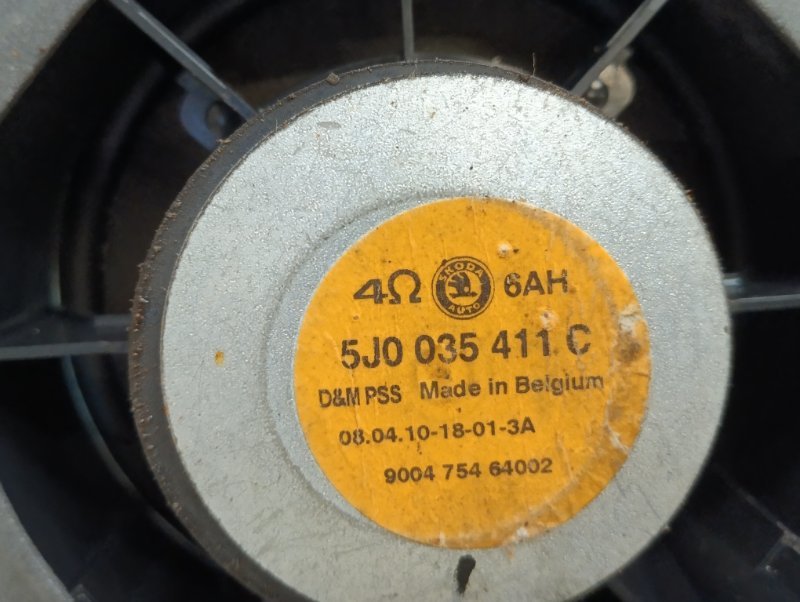 4Ω ŠKODA AUTO 6AH
5J0 035 411 C
D&M PSS Made in Belgium
08.04.10-18-01-3A
9004 754 64002